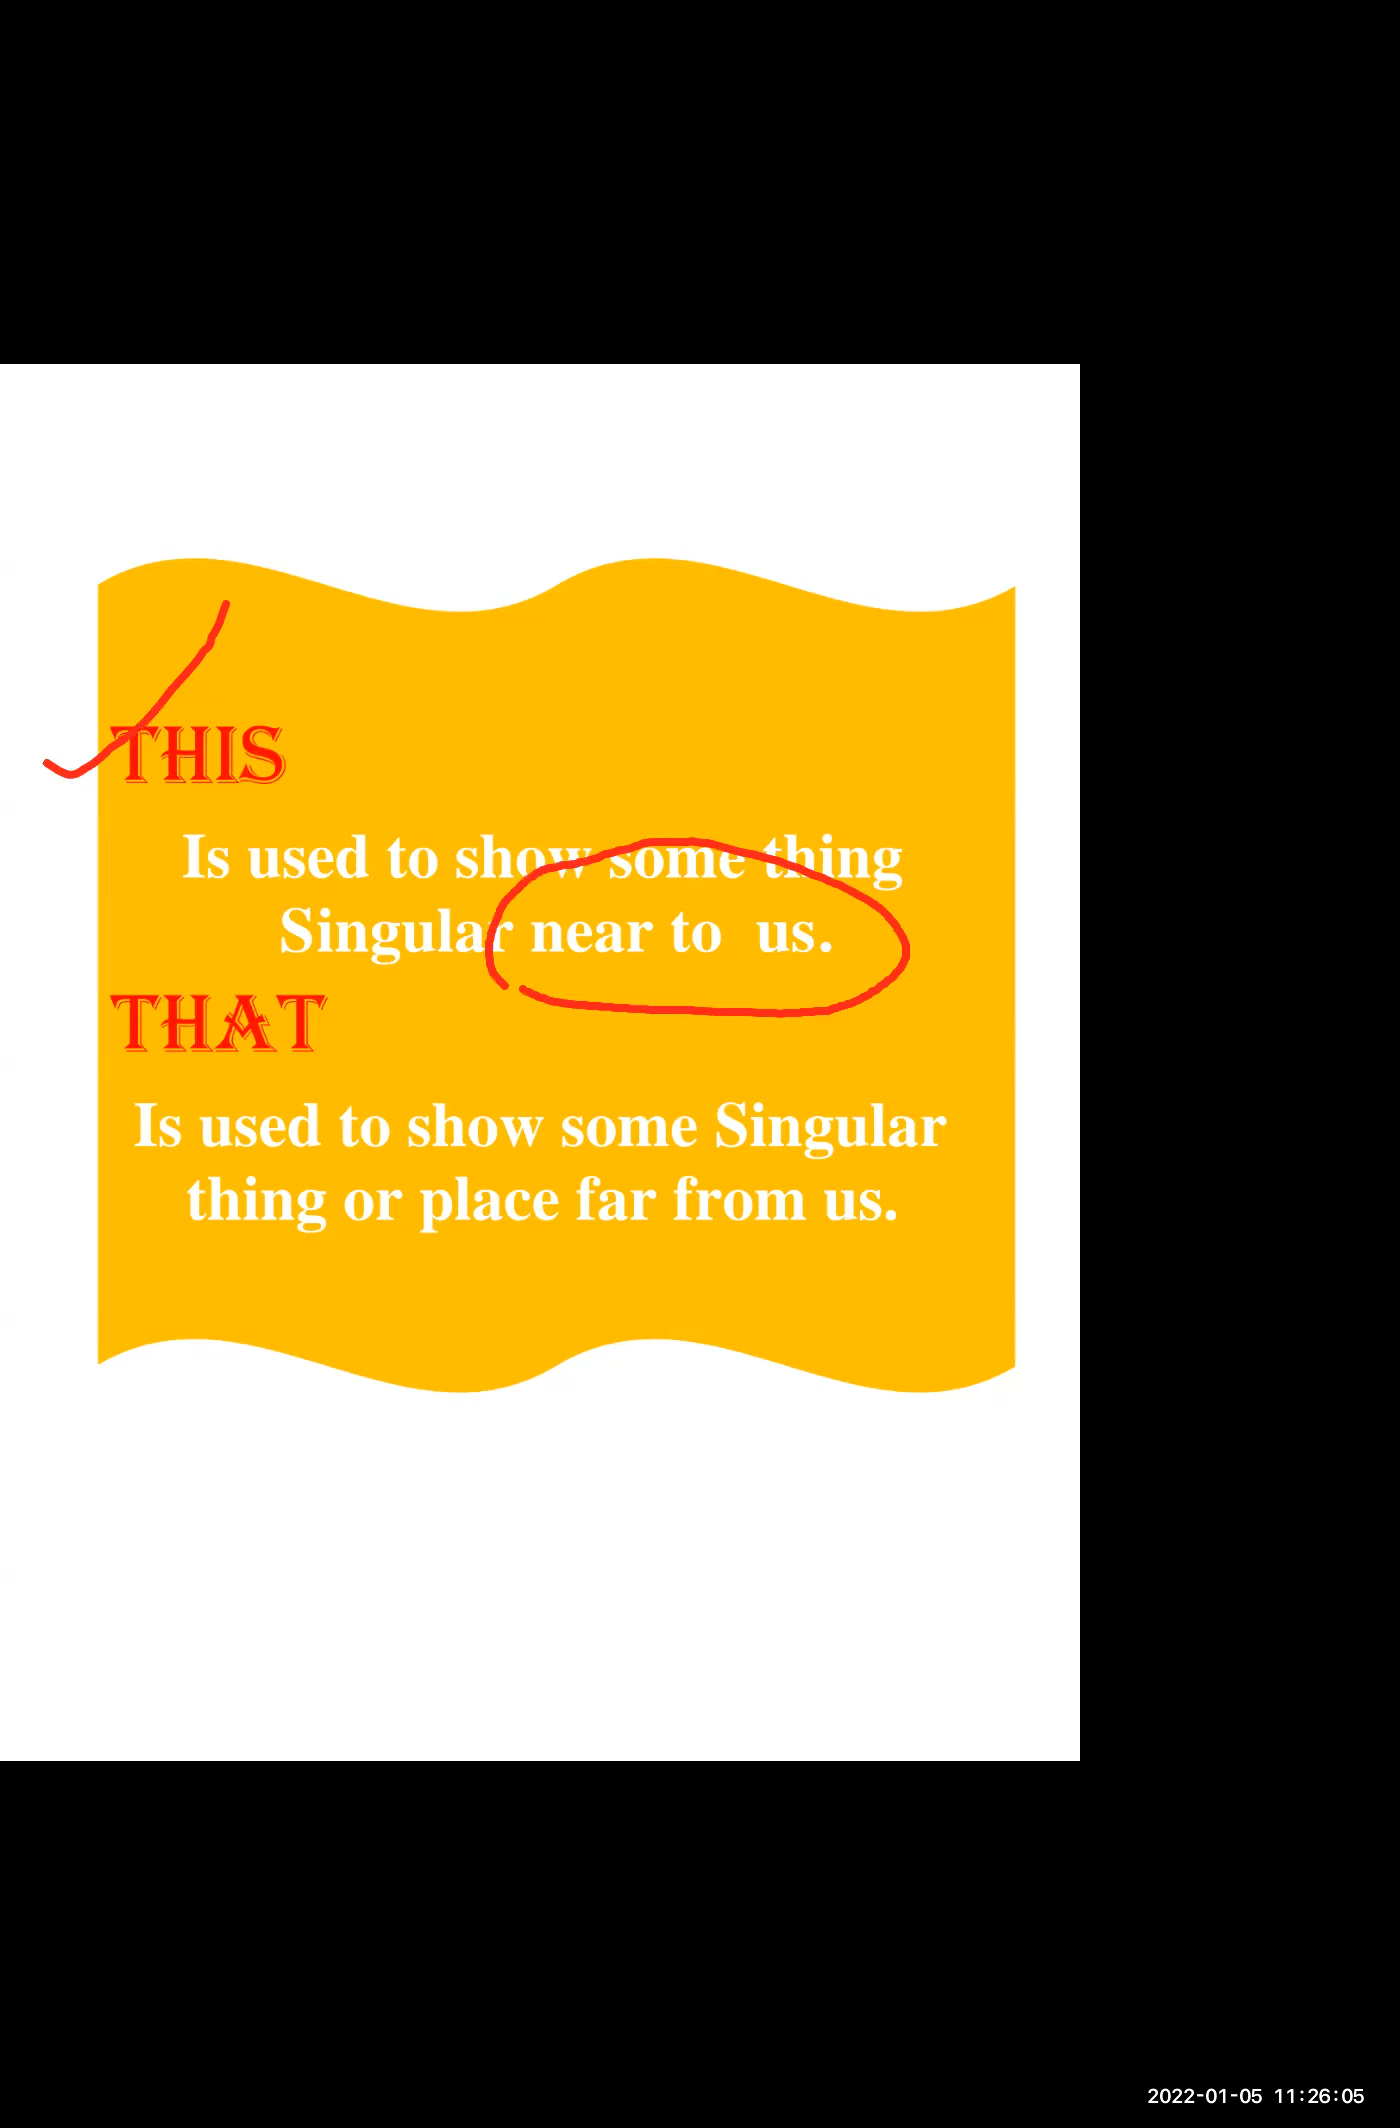 THIS
Is used to show some thing
Singular near to us.
THAT
Is used to show some Singular
thing or place far from us.
2022-01-05 11:26:05